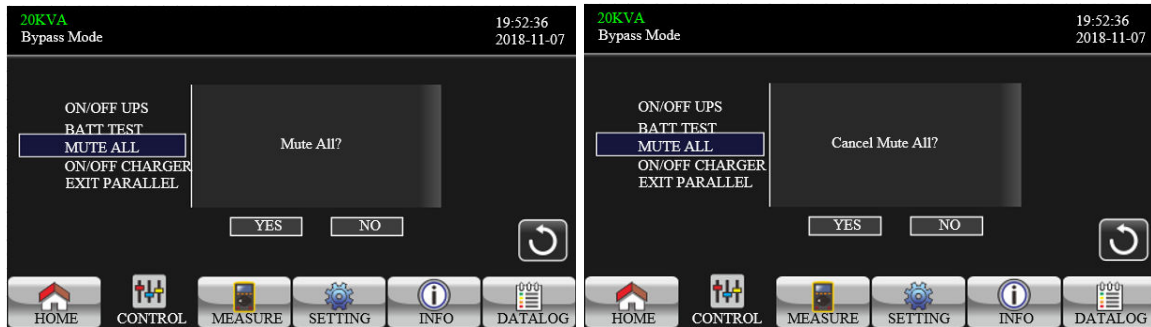 20KVA
Bypass Mode
19:52:36
2018-11-07
ON/OFF UPS
BATT TEST
MUTE ALL
ON/OFF CHARGER
EXIT PARALLEL
Mute All?
YES NO
HOME CONTROL MEASURE SETTING INFO DATALOG
20KVA
Bypass Mode
19:52:36
2018-11-07
ON/OFF UPS
BATT TEST
MUTE ALL
ON/OFF CHARGER
EXIT PARALLEL
Cancel Mute All?
YES NO
HOME CONTROL MEASURE SETTING INFO DATALOG